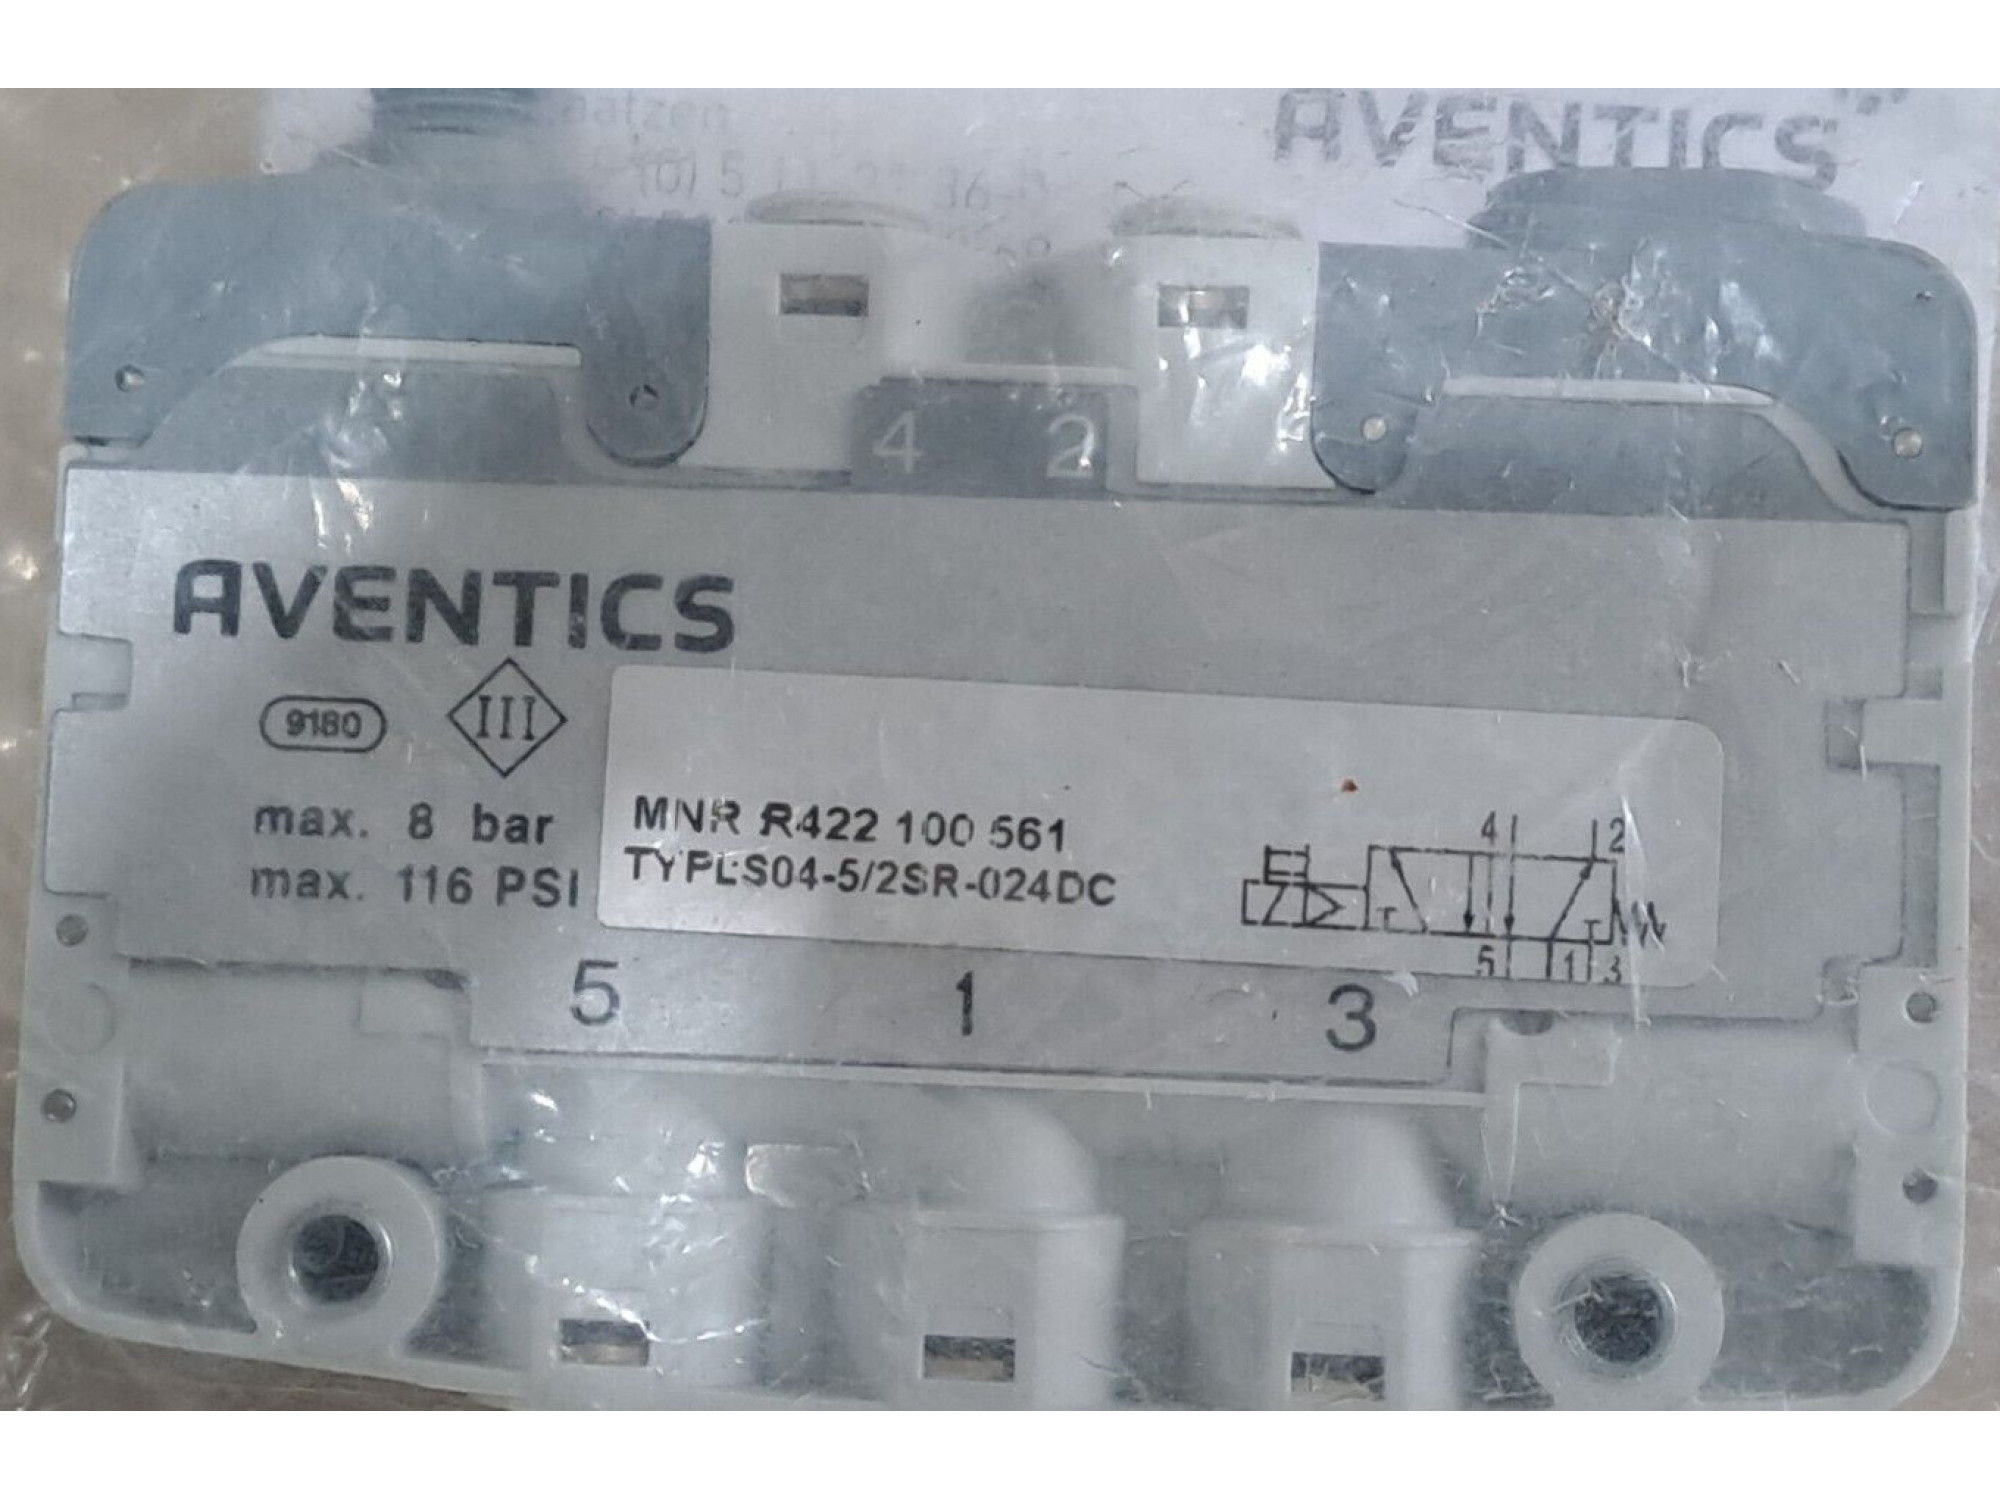 aatzen
AVENTICS
4 2
AVENTICS
9180
III
max. 8 bar
max. 116 PSI
MNR R422 100 561
TYP LS04-5/2SR-024DC
4 2
5 1 3
5 1 3